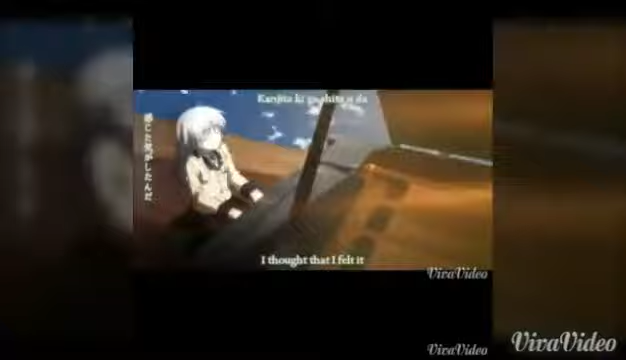 Kanjita ki ga shita n da
感じた気がしたんだ
I thought that I felt it
VivaVideo
VivaVideo
VivaVideo